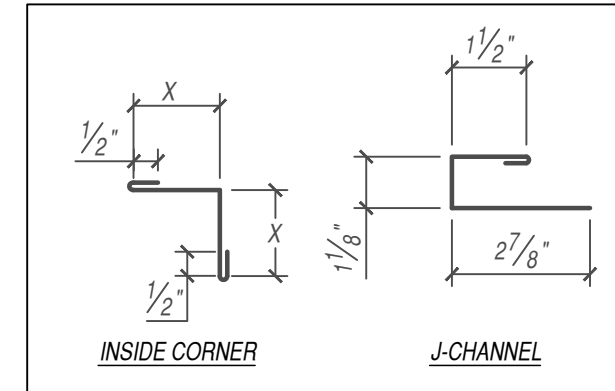 X
1/2"
X
1/2"
INSIDE CORNER
1 1/2"
1 1/8"
2 7/8"
J-CHANNEL